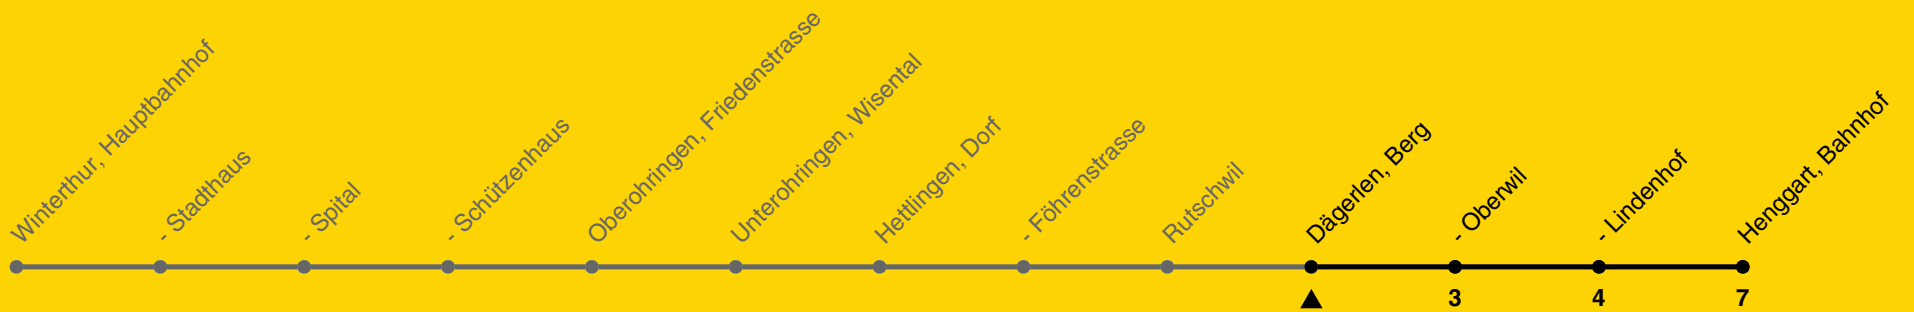 Winterthur, Hauptbahnhof
- Stadthaus
- Spital
- Schützenhaus
Oberohringen, Friedenstrasse
Unterohringen, Wisental
Hettlingen, Dorf
- Föhrenstrasse
Rutschwil
Dägerlen, Berg
- Oberwil
- Lindenhof
Henggart, Bahnhof
3
4
7